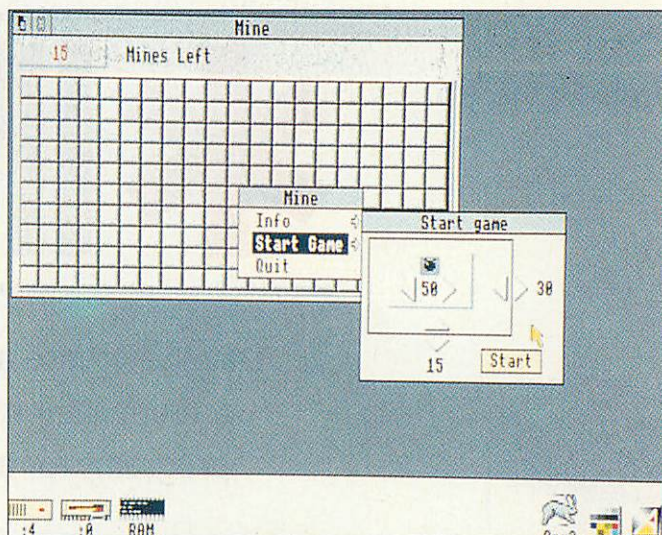 Mine
15 Mines Left
Mine
Info
Start Game
Quit
Start game
50
30
15
Start
:4
:0
RAM